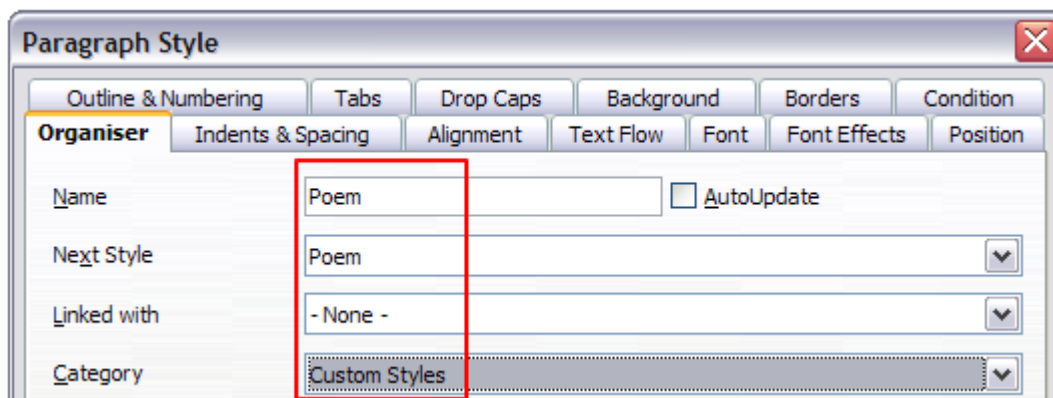 Paragraph Style
Outline & Numbering Tabs Drop Caps Background Borders Condition
Organiser Indents & Spacing Alignment Text Flow Font Font Effects Position
Name Poem AutoUpdate
Next Style Poem
Linked with - None -
Category Custom Styles